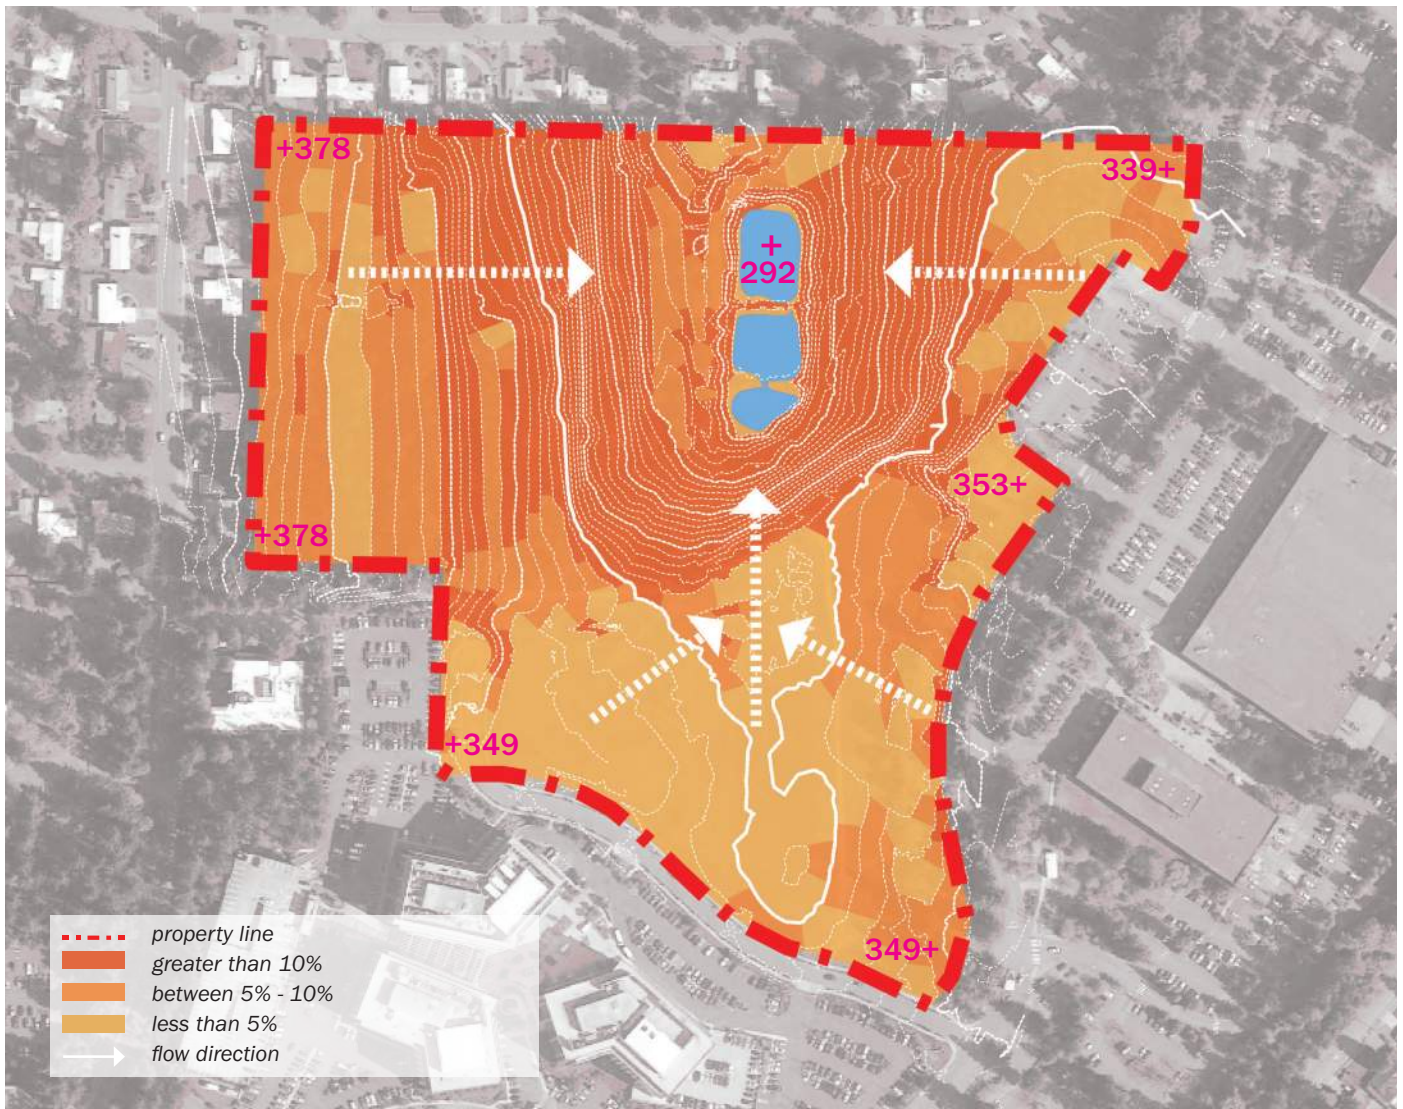 +378
339+
+
292
353+
+378
+349
349+
property line
greater than 10%
between 5% - 10%
less than 5%
flow direction